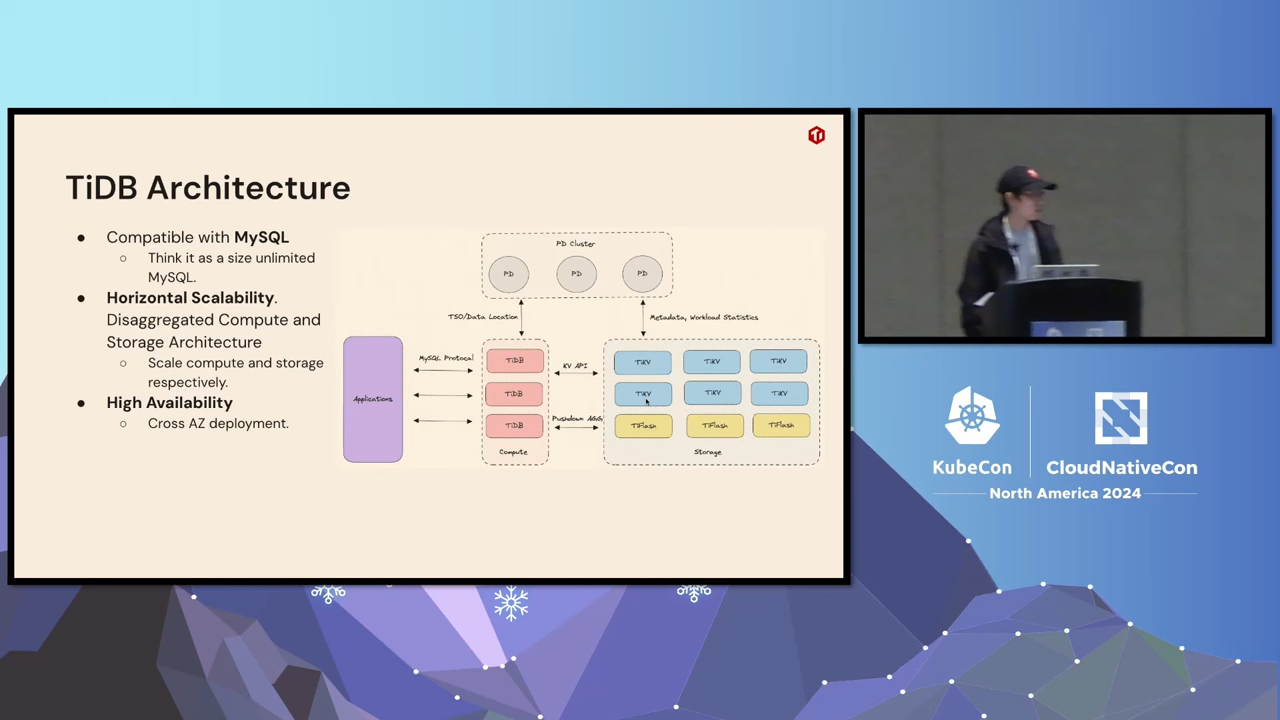 TiDB Architecture
● Compatible with MySQL
○ Think it as a size unlimited
MySQL.
● Horizontal Scalability.
Disaggregated Compute and
Storage Architecture
○ Scale compute and storage
respectively.
● High Availability
○ Cross AZ deployment.
PD Cluster
PD PD PD
TSO/Data Location
Metadata, Workload Statistics
Applications
MySQL Protocol
TiDB
TiDB
TiDB
Compute
KV API
Pushdown AGG
TiKV TiKV TiKV
TiKV TiKV TiKV
TiFlash TiFlash TiFlash
Storage
KubeCon CloudNativeCon
North America 2024